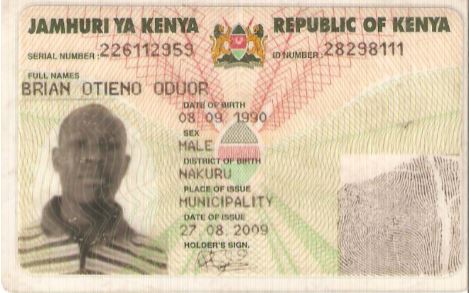 JAMHURI YA KENYA REPUBLIC OF KENYA
SERIAL NUMBER: 226112959 ID NUMBER: 28298111
FULL NAMES
BRIAN OTIENO ODUOR
DATE OF BIRTH
08.09.1990
SEX
MALE
DISTRICT OF BIRTH
NAKURU
PLACE OF ISSUE
MUNICIPALITY
DATE OF ISSUE
27.08.2009
HOLDER'S SIGN.